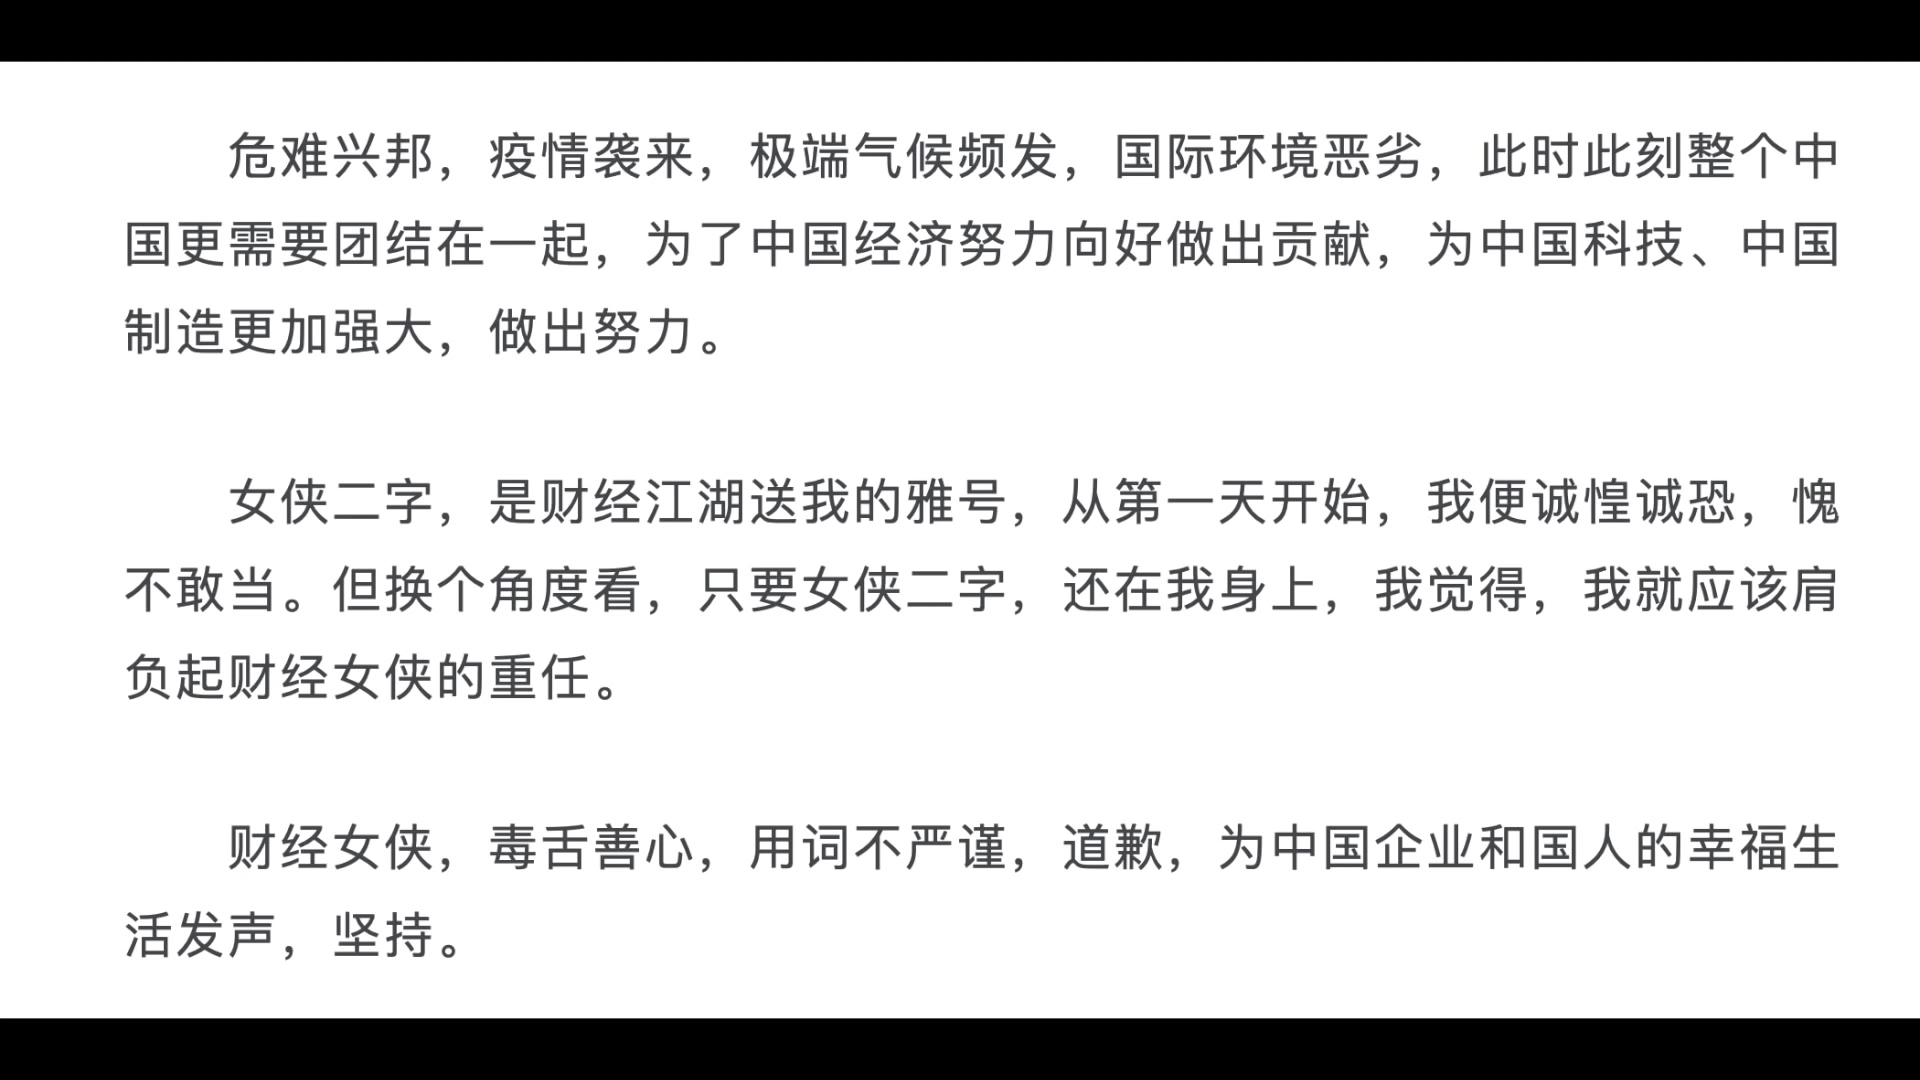 危难兴邦，疫情袭来，极端气候频发，国际环境恶劣，此时此刻整个中
国更需要团结在一起，为了中国经济努力向好做出贡献，为中国科技、中国
制造更加强大，做出努力。
女侠二字，是财经江湖送我的雅号，从第一天开始，我便诚惶诚恐，愧
不敢当。但换个角度看，只要女侠二字，还在我身上，我觉得，我就应该肩
负起财经女侠的重任。
财经女侠，毒舌善心，用词不严谨，道歉，为中国企业和国人的幸福生
活发声，坚持。